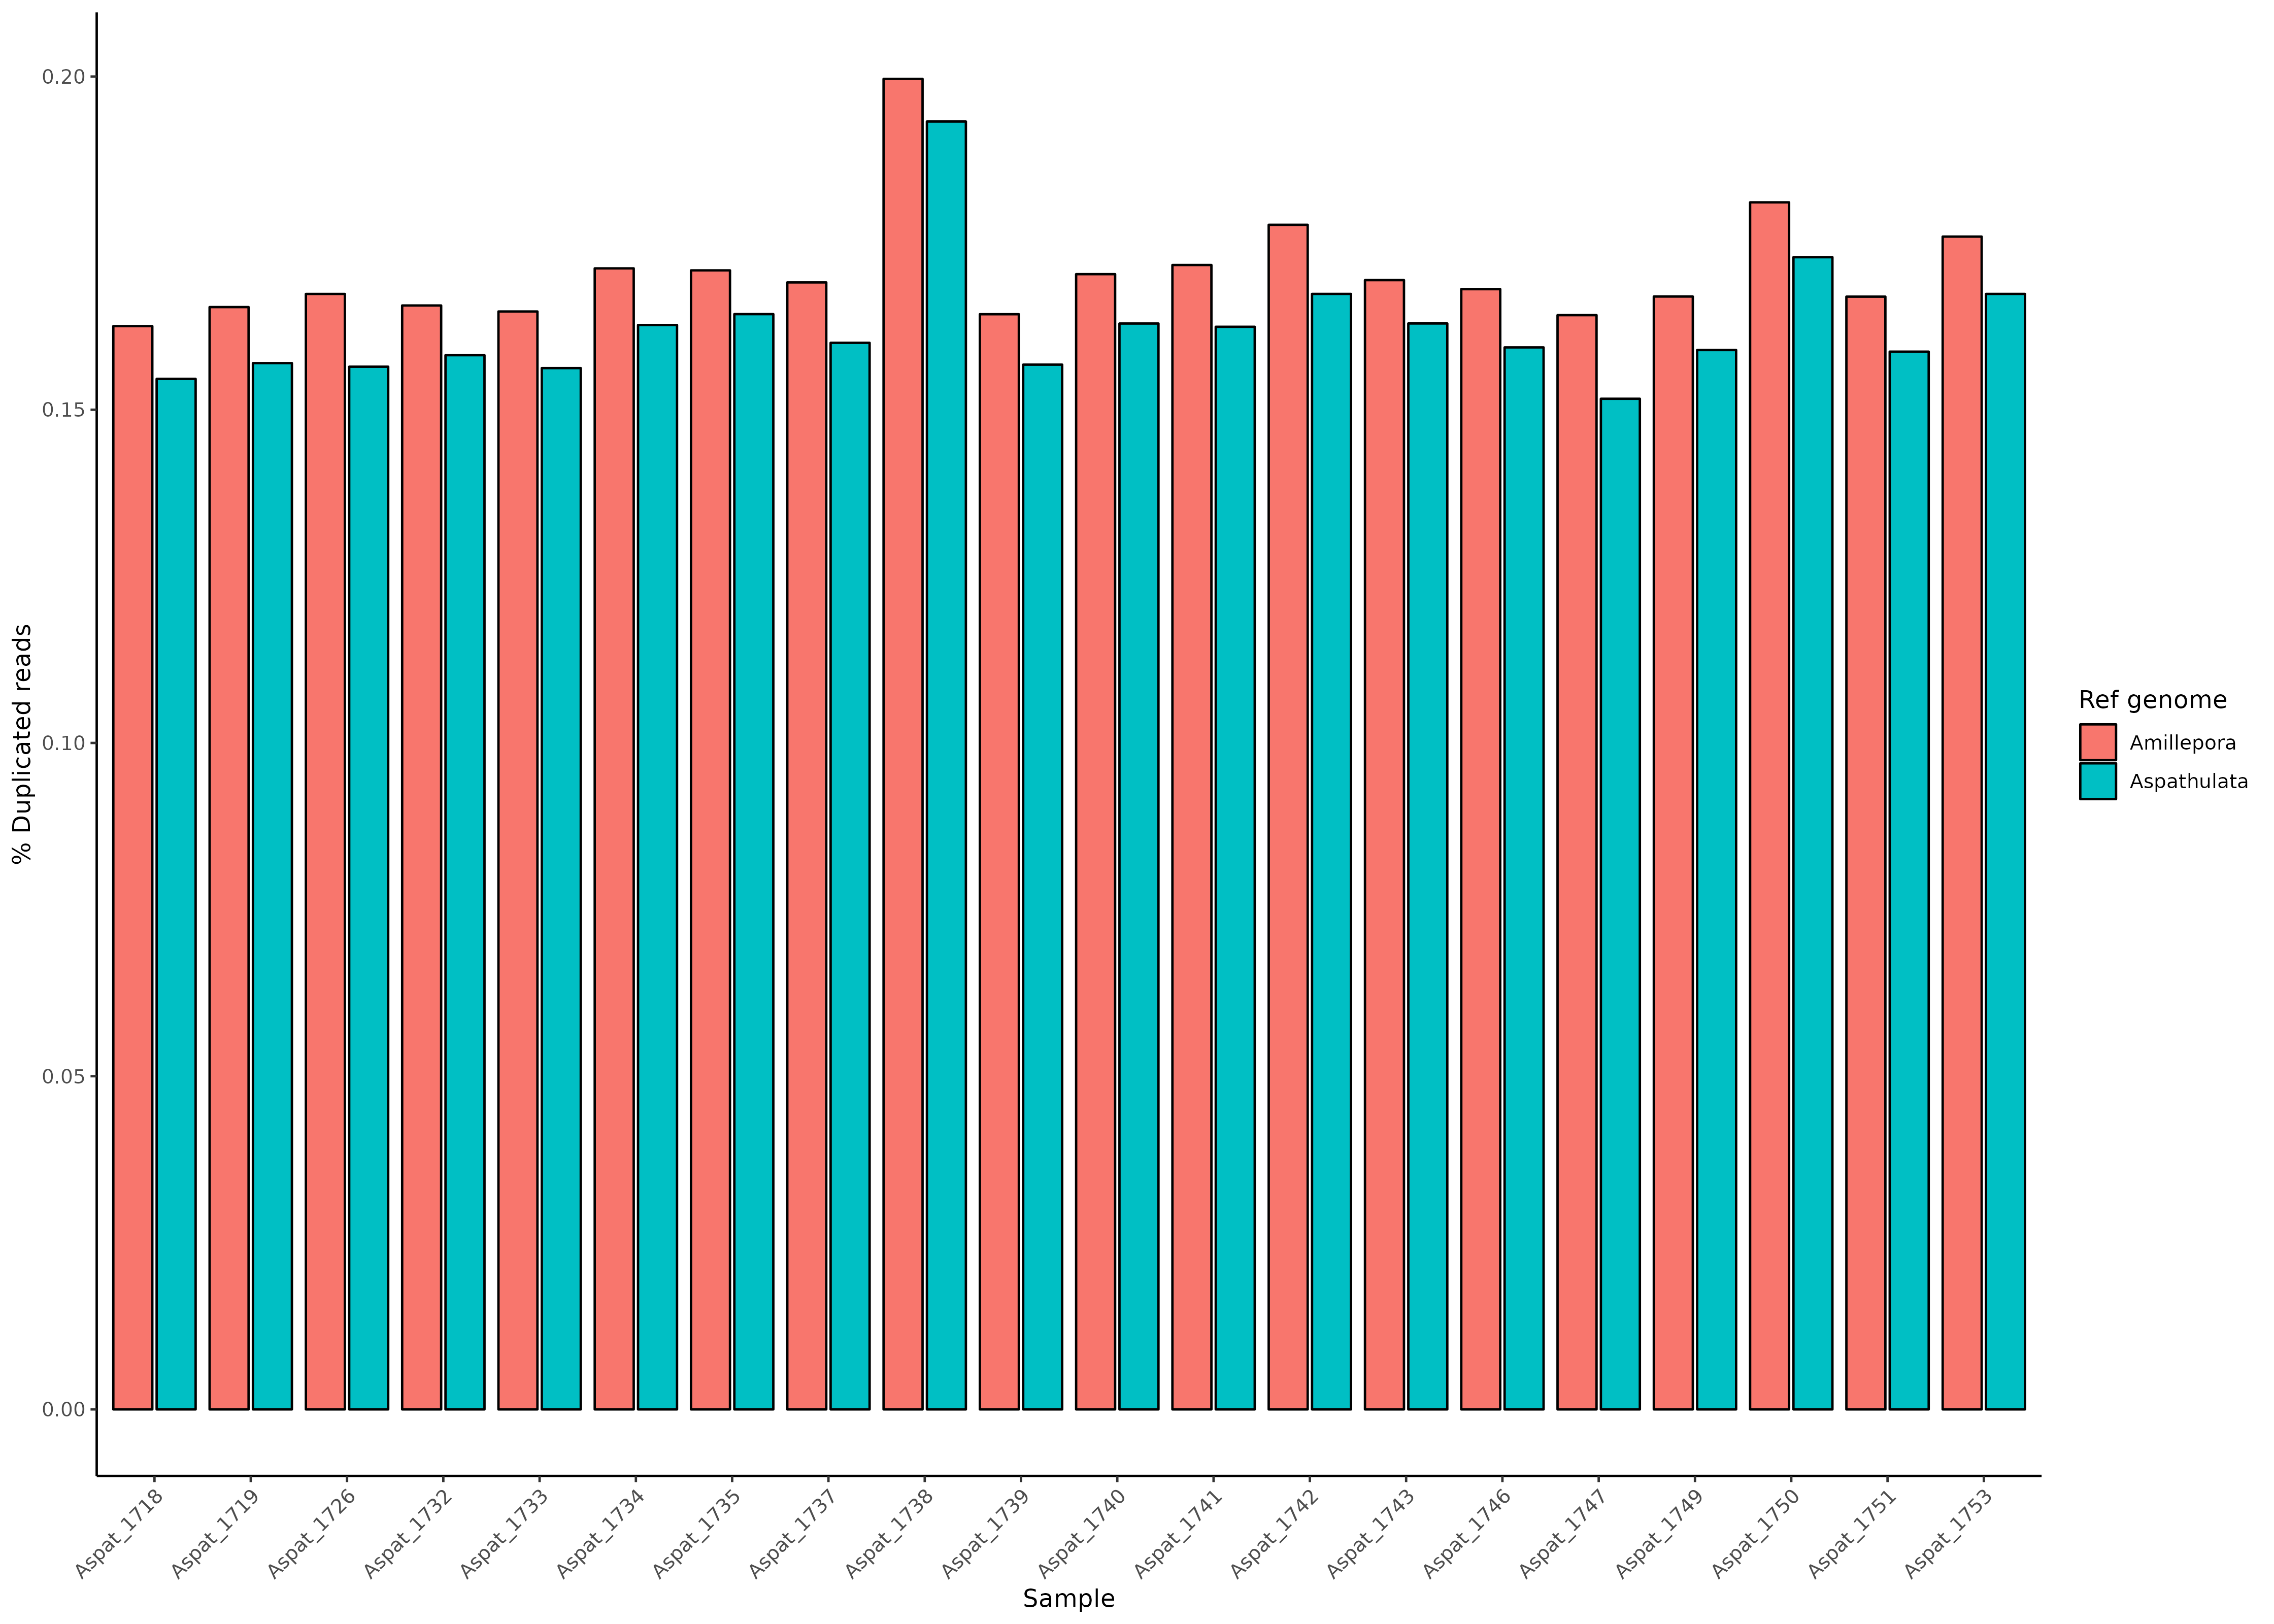 % Duplicated reads
0.20
0.15
0.10
0.05
0.00
Aspat_1718
Aspat_1719
Aspat_1726
Aspat_1732
Aspat_1733
Aspat_1734
Aspat_1735
Aspat_1737
Aspat_1738
Aspat_1739
Aspat_1740
Aspat_1741
Aspat_1742
Aspat_1743
Aspat_1746
Aspat_1747
Aspat_1749
Aspat_1750
Aspat_1751
Aspat_1753
Sample
Ref genome
Amillepora
Aspathulata